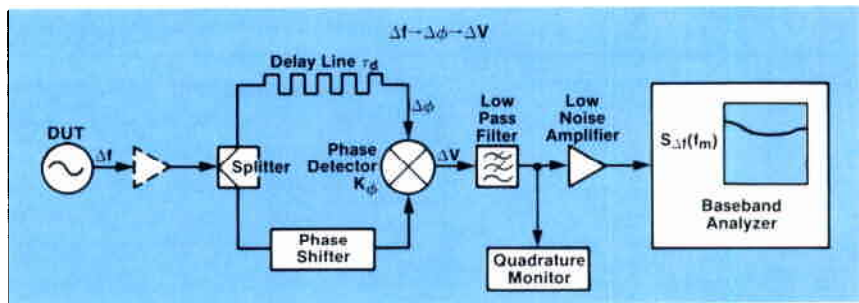 Δf→Δϕ→ΔV
Delay Line τd
Δϕ
DUT
Δf
Splitter
Phase
Detector
Kϕ
ΔV
Low
Pass
Filter
Low
Noise
Amplifier
SΔf(fm)
Baseband
Analyzer
Phase
Shifter
Quadrature
Monitor